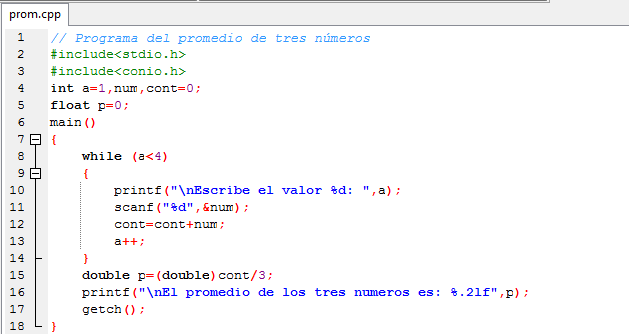 prom.cpp
1 // Programa del promedio de tres números
2 #include<stdio.h>
3 #include<conio.h>
4 int a=1,num,cont=0;
5 float p=0;
6 main()
7 {
8 while (a<4)
9 {
10 printf("\nEscribe el valor %d: ",a);
11 scanf("%d",&num);
12 cont=cont+num;
13 a++;
14 }
15 double p=(double)cont/3;
16 printf("\nEl promedio de los tres numeros es: %.2lf",p);
17 getch();
18 }